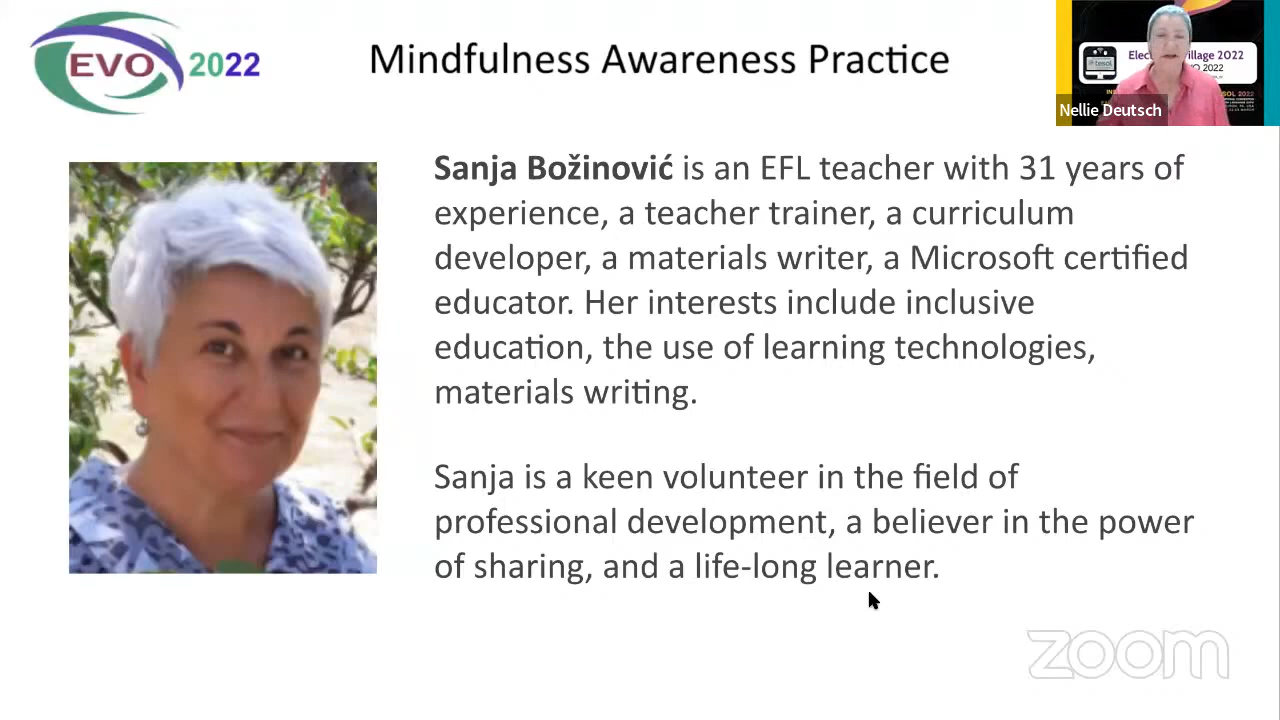 EVO 2022
Mindfulness Awareness Practice
Nellie Deutsch
Sanja Božinović is an EFL teacher with 31 years of
experience, a teacher trainer, a curriculum
developer, a materials writer, a Microsoft certified
educator. Her interests include inclusive
education, the use of learning technologies,
materials writing.
Sanja is a keen volunteer in the field of
professional development, a believer in the power
of sharing, and a life-long learner.
zoom